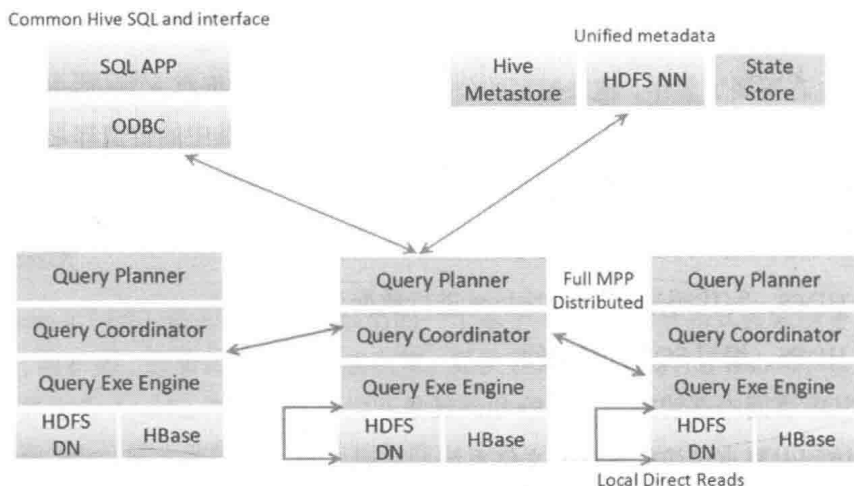 Common Hive SQL and interface
SQL APP
ODBC
Unified metadata
Hive
Metastore
HDFS NN
State
Store
Query Planner
Query Coordinator
Query Exe Engine
HDFS
DN
HBase
Query Planner
Query Coordinator
Query Exe Engine
HDFS
DN
HBase
Full MPP
Distributed
Query Planner
Query Coordinator
Query Exe Engine
HDFS
DN
HBase
Local Direct Reads